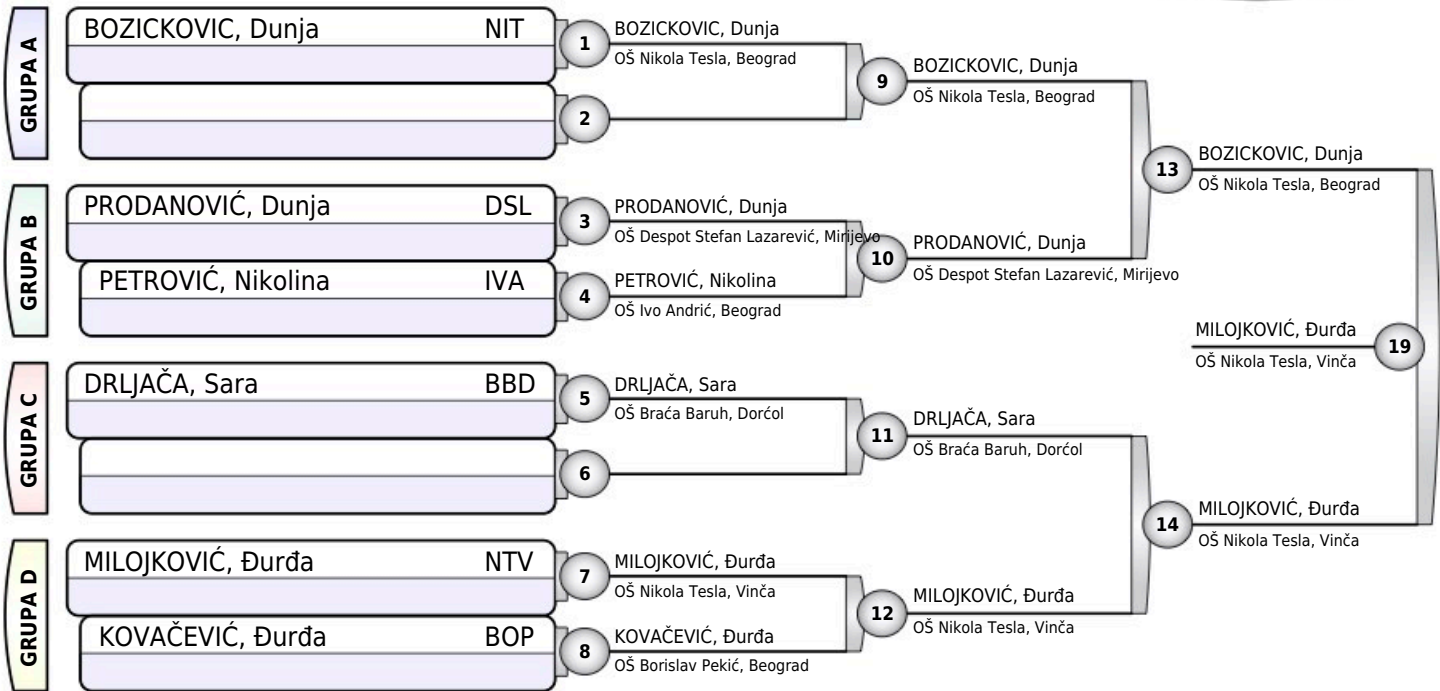 GRUPA A
BOZICKOVIC, Dunja NIT
1
BOZICKOVIC, Dunja
OŠ Nikola Tesla, Beograd
2
9
BOZICKOVIC, Dunja
OŠ Nikola Tesla, Beograd
GRUPA B
PRODANOVIĆ, Dunja DSL
3
PRODANOVIĆ, Dunja
OŠ Despot Stefan Lazarević, Mirijevo
PETROVIĆ, Nikolina IVA
4
PETROVIĆ, Nikolina
OŠ Ivo Andrić, Beograd
10
PRODANOVIĆ, Dunja
OŠ Despot Stefan Lazarević, Mirijevo
13
BOZICKOVIC, Dunja
OŠ Nikola Tesla, Beograd
GRUPA C
DRLJAČA, Sara BBD
5
DRLJAČA, Sara
OŠ Braća Baruh, Dorćol
6
11
DRLJAČA, Sara
OŠ Braća Baruh, Dorćol
GRUPA D
MILOJKOVIĆ, Đurđa NTV
7
MILOJKOVIĆ, Đurđa
OŠ Nikola Tesla, Vinča
KOVAČEVIĆ, Đurđa BOP
8
KOVAČEVIĆ, Đurđa
OŠ Borislav Pekić, Beograd
12
MILOJKOVIĆ, Đurđa
OŠ Nikola Tesla, Vinča
14
MILOJKOVIĆ, Đurđa
OŠ Nikola Tesla, Vinča
MILOJKOVIĆ, Đurđa
OŠ Nikola Tesla, Vinča
19